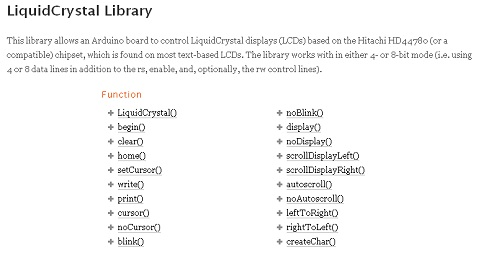 LiquidCrystal Library
This library allows an Arduino board to control LiquidCrystal displays (LCDs) based on the Hitachi HD44780 (or a
compatible) chipset, which is found on most text-based LCDs. The library works with in either 4- or 8-bit mode (i.e. using
4 or 8 data lines in addition to the rs, enable, and, optionally, the rw control lines).
Function
LiquidCrystal()
begin()
clear()
home()
setCursor()
write()
print()
cursor()
noCursor()
blink()
noBlink()
display()
noDisplay()
scrollDisplayLeft()
scrollDisplayRight()
autoscroll()
noAutoscroll()
leftToRight()
rightToLeft()
createChar()